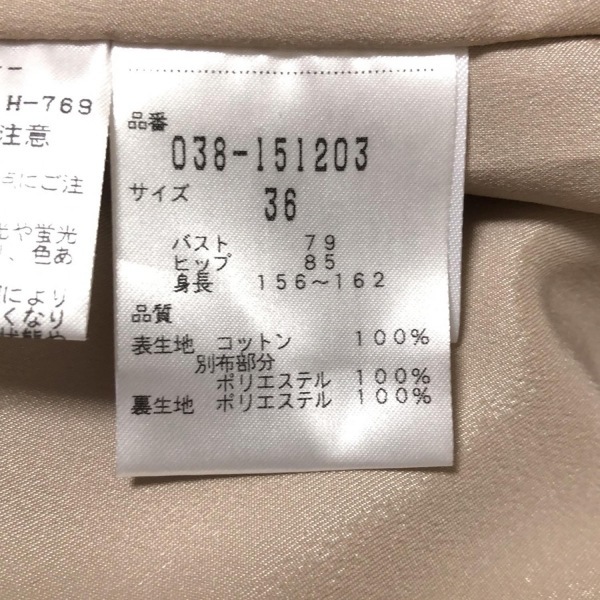 H-769
注意
にご注
や蛍光
、色あ
により
くなり
品番
038-151203
サイズ
36
バスト 79
ヒップ 85
身長 156～162
品質
表生地 コットン 100%
別布部分
ポリエステル 100%
裏生地 ポリエステル 100%